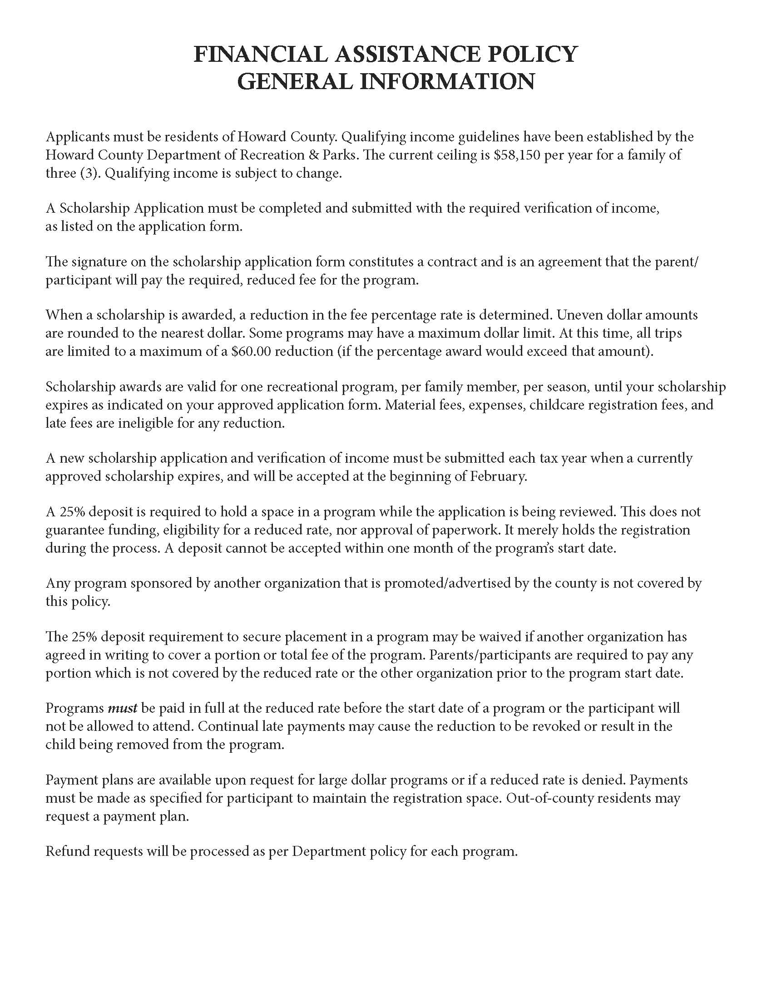 FINANCIAL ASSISTANCE POLICY
GENERAL INFORMATION
Applicants must be residents of Howard County. Qualifying income guidelines have been established by the
Howard County Department of Recreation & Parks. The current ceiling is $58,150 per year for a family of
three (3). Qualifying income is subject to change.
A Scholarship Application must be completed and submitted with the required verification of income,
as listed on the application form.
The signature on the scholarship application form constitutes a contract and is an agreement that the parent/
participant will pay the required, reduced fee for the program.
When a scholarship is awarded, a reduction in the fee percentage rate is determined. Uneven dollar amounts
are rounded to the nearest dollar. Some programs may have a maximum dollar limit. At this time, all trips
are limited to a maximum of a $60.00 reduction (if the percentage award would exceed that amount).
Scholarship awards are valid for one recreational program, per family member, per season, until your scholarship
expires as indicated on your approved application form. Material fees, expenses, childcare registration fees, and
late fees are ineligible for any reduction.
A new scholarship application and verification of income must be submitted each tax year when a currently
approved scholarship expires, and will be accepted at the beginning of February.
A 25% deposit is required to hold a space in a program while the application is being reviewed. This does not
guarantee funding, eligibility for a reduced rate, nor approval of paperwork. It merely holds the registration
during the process. A deposit cannot be accepted within one month of the program’s start date.
Any program sponsored by another organization that is promoted/advertised by the county is not covered by
this policy.
The 25% deposit requirement to secure placement in a program may be waived if another organization has
agreed in writing to cover a portion or total fee of the program. Parents/participants are required to pay any
portion which is not covered by the reduced rate or the other organization prior to the program start date.
Programs must be paid in full at the reduced rate before the start date of a program or the participant will
not be allowed to attend. Continual late payments may cause the reduction to be revoked or result in the
child being removed from the program.
Payment plans are available upon request for large dollar programs or if a reduced rate is denied. Payments
must be made as specified for participant to maintain the registration space. Out-of-county residents may
request a payment plan.
Refund requests will be processed as per Department policy for each program.